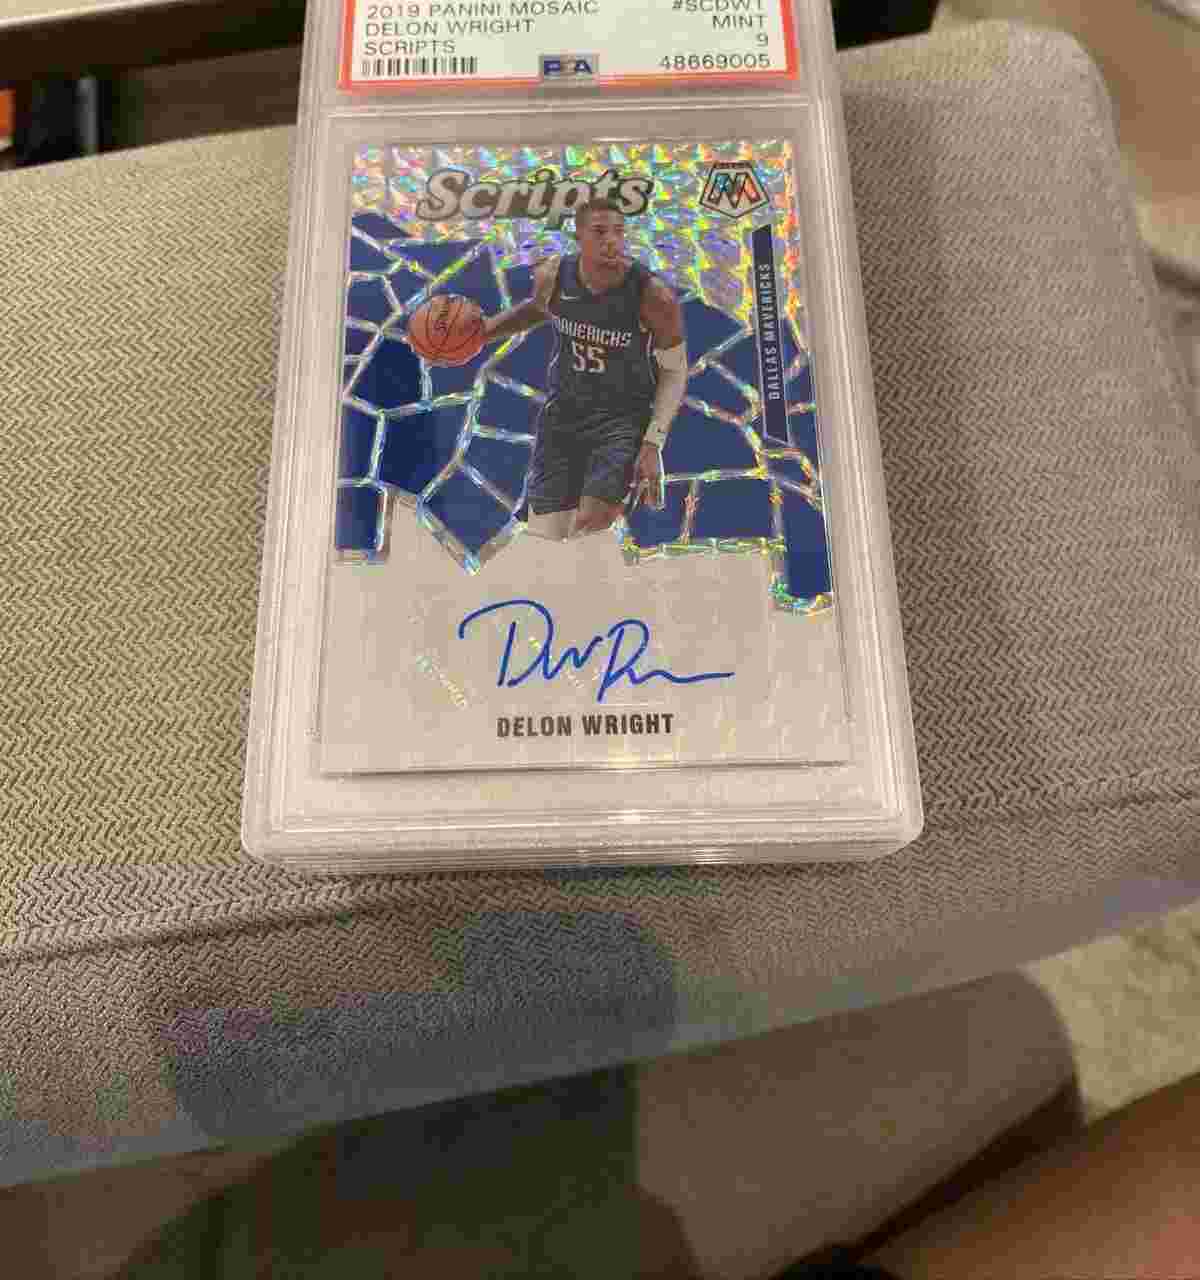 2019 PANINI MOSAIC #SCDWT
DELON WRIGHT MINT
SCRIPTS 9
PSA 48669005
Scripts
DALLAS MAVERICKS
MAVERICKS
55
DELON WRIGHT